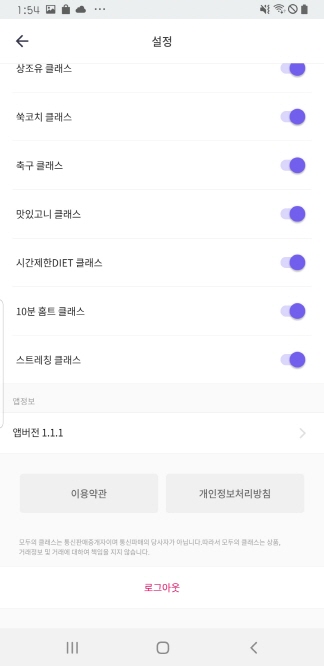 1:54
설정
상조유 클래스
쑥코치 클래스
축구 클래스
맛있고니 클래스
시간제한DIET 클래스
10분 홈트 클래스
스트레칭 클래스
앱정보
앱버전 1.1.1
이용약관
개인정보처리방침
모두의 클래스는 통신판매중개자이며 통신판매의 당사자가 아닙니다.따라서 모두의 클래스는 상품,
거래정보 및 거래에 대하여 책임을 지지 않습니다.
로그아웃